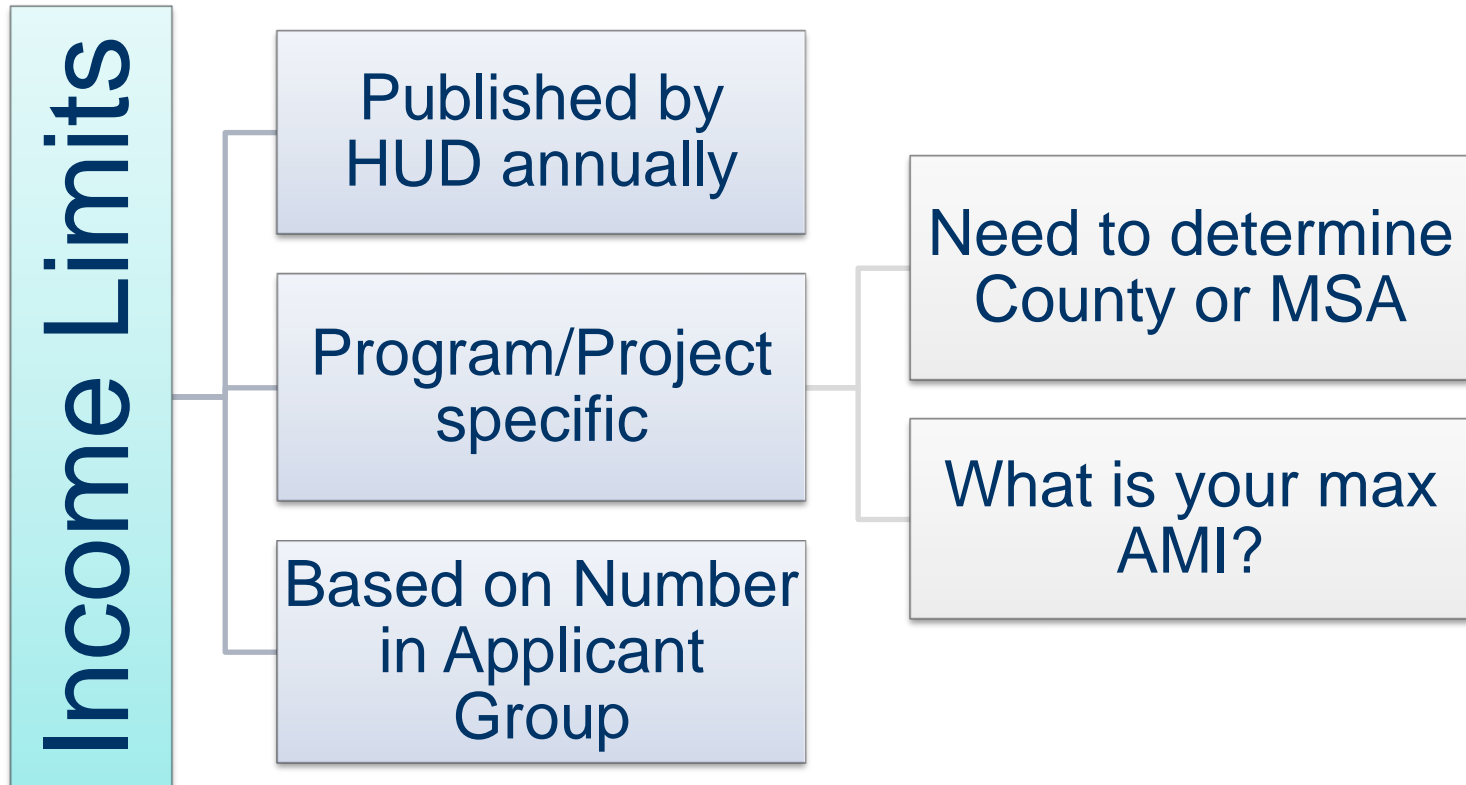 Income Limits
Published by
HUD annually
Program/Project
specific
Need to determine
County or MSA
What is your max
AMI?
Based on Number
in Applicant
Group